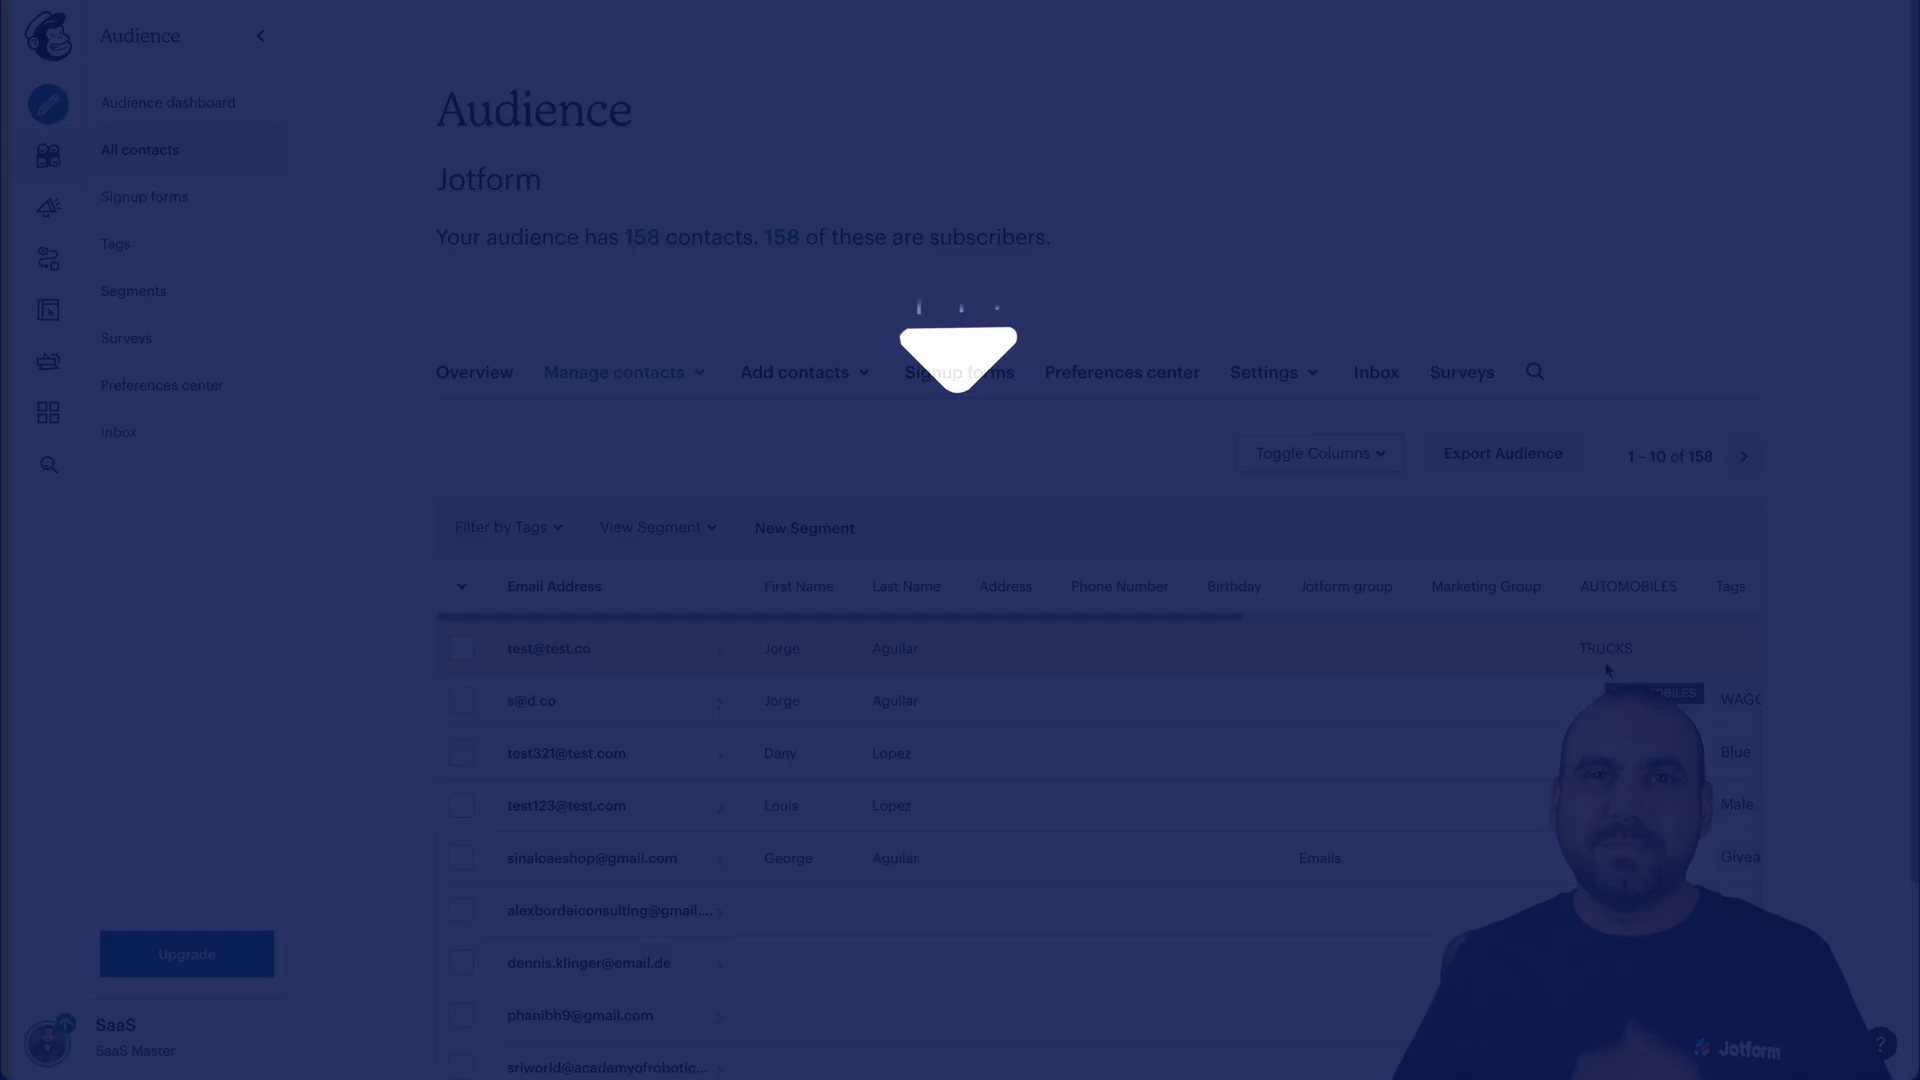 Audience
Audience dashboard
All contacts
Signup forms
Tags
Segments
Surveys
Preferences center
Inbox
Upgrade
SaaS
SaaS Master
Audience
Jotform
Your audience has 158 contacts. 158 of these are subscribers.
Overview Manage contacts Add contacts Signup forms Preferences center Settings Inbox Surveys
Toggle Columns Export Audience 1 – 10 of 158
Filter by Tags View Segment New Segment
Email Address First Name Last Name Address Phone Number Birthday Jotform group Marketing Group AUTOMOBILES Tags
test@test.co Jorge Aguilar TRUCKS
s@d.co Jorge Aguilar
test321@test.com Dany Lopez Blue
test123@test.com Louis Lopez Male
sinaloaeshop@gmail.com George Aguilar Emails
alexbordeiconsulting@gmail....
dennis.klinger@email.de
phanibh9@gmail.com
sriworld@academyofrobotic...
Jotform
?